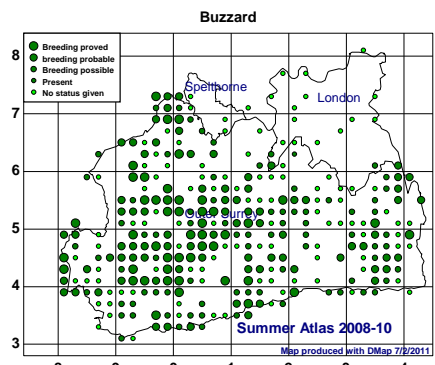 Buzzard
8
Breeding proved
breeding probable
Breeding possible
Present
No status given
Spelthorne
London
7
6
5
Outer Surrey
4
Summer Atlas 2008-10
Map produced with DMap 7/2/2011
3